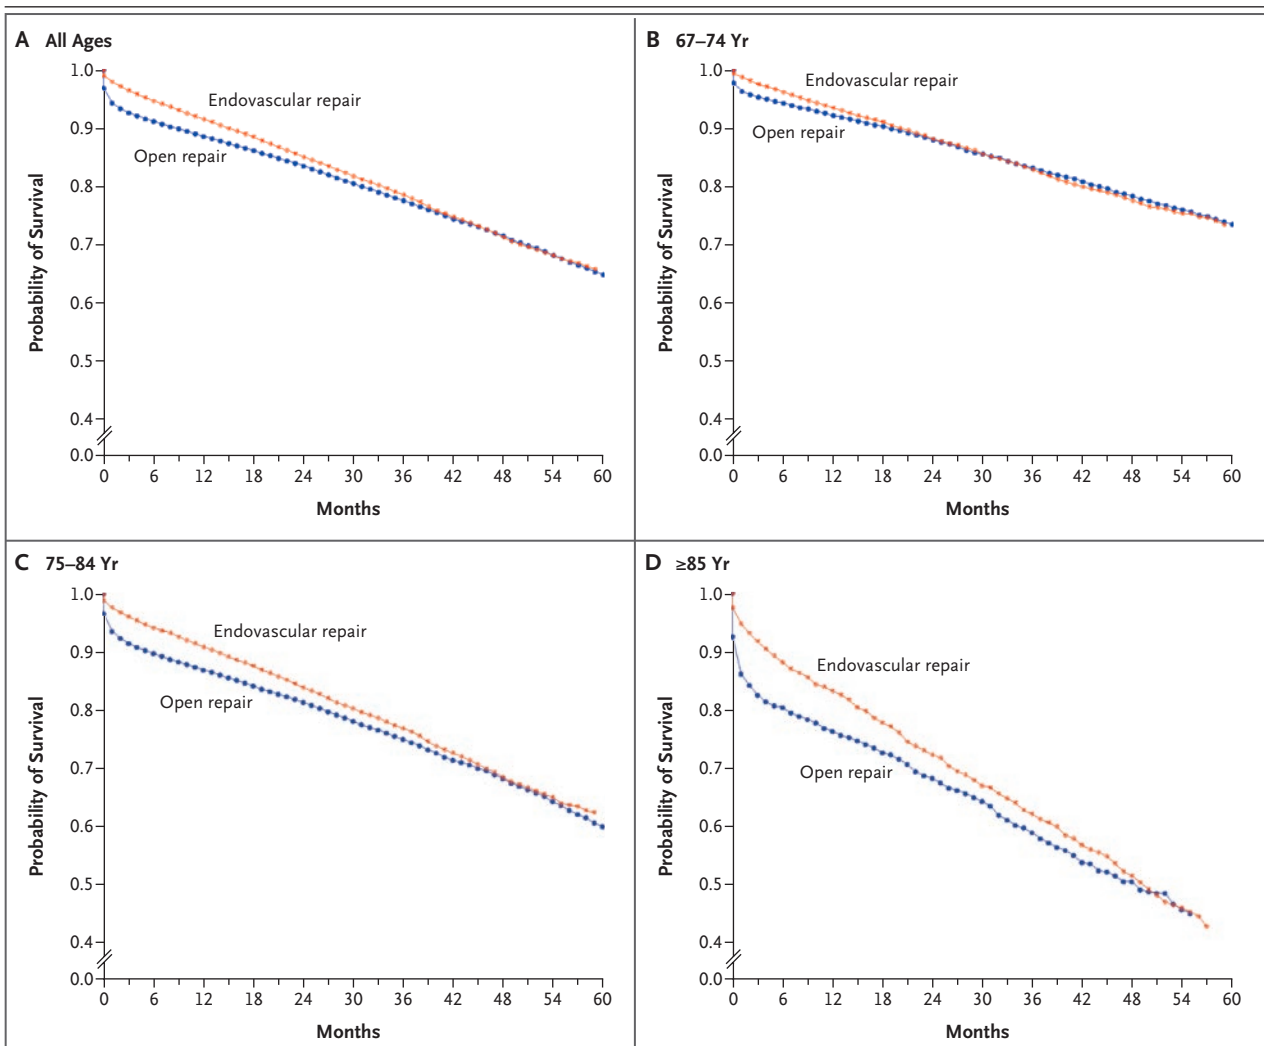 A All Ages
1.0
0.9
0.8
0.7
0.6
0.5
0.4
0.0
Probability of Survival
Endovascular repair
Open repair
0 6 12 18 24 30 36 42 48 54 60
Months
B 67–74 Yr
1.0
0.9
0.8
0.7
0.6
0.5
0.4
0.0
Probability of Survival
Endovascular repair
Open repair
0 6 12 18 24 30 36 42 48 54 60
Months
C 75–84 Yr
1.0
0.9
0.8
0.7
0.6
0.5
0.4
0.0
Probability of Survival
Endovascular repair
Open repair
0 6 12 18 24 30 36 42 48 54 60
Months
D ≥85 Yr
1.0
0.9
0.8
0.7
0.6
0.5
0.4
0.0
Probability of Survival
Endovascular repair
Open repair
0 6 12 18 24 30 36 42 48 54 60
Months